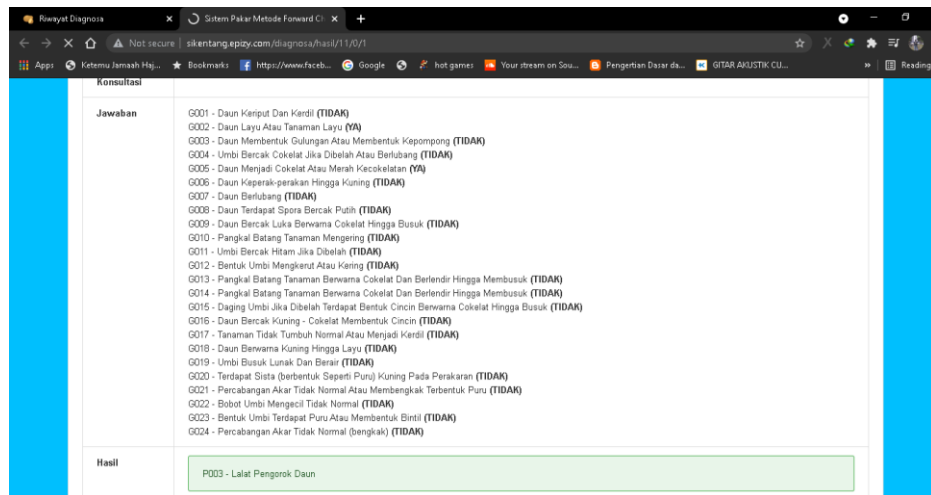 Riwayat Diagnosa
Sistem Pakar Metode Forward Ch
Not secure | sikentang.epizy.com/diagnosa/hasil/11/0/1
Apps Ketemu Jamaah Haj... Bookmarks https://www.faceb... Google hot games Your stream on Sou... Pengertian Dasar da... GITAR AKUSTIK CU... » Reading
Konsultasi
Jawaban
G001 - Daun Keriput Dan Kerdil (TIDAK)
G002 - Daun Layu Atau Tanaman Layu (YA)
G003 - Daun Membentuk Gulungan Atau Membentuk Kepompong (TIDAK)
G004 - Umbi Bercak Cokelat Jika Dibelah Atau Berlubang (TIDAK)
G005 - Daun Menjadi Cokelat Atau Merah Kecokelatan (YA)
G006 - Daun Keperak-perakan Hingga Kuning (TIDAK)
G007 - Daun Berlubang (TIDAK)
G008 - Daun Terdapat Spora Bercak Putih (TIDAK)
G009 - Daun Bercak Luka Berwarna Cokelat Hingga Busuk (TIDAK)
G010 - Pangkal Batang Tanaman Mengering (TIDAK)
G011 - Umbi Bercak Hitam Jika Dibelah (TIDAK)
G012 - Bentuk Umbi Mengkerut Atau Kering (TIDAK)
G013 - Pangkal Batang Tanaman Berwarna Cokelat Dan Berlendir Hingga Membusuk (TIDAK)
G014 - Pangkal Batang Tanaman Berwarna Cokelat Dan Berlendir Hingga Membusuk (TIDAK)
G015 - Daging Umbi Jika Dibelah Terdapat Bentuk Cincin Berwarna Cokelat Hingga Busuk (TIDAK)
G016 - Daun Bercak Kuning - Cokelat Membentuk Cincin (TIDAK)
G017 - Tanaman Tidak Tumbuh Normal Atau Menjadi Kerdil (TIDAK)
G018 - Daun Berwarna Kuning Hingga Layu (TIDAK)
G019 - Umbi Busuk Lunak Dan Berair (TIDAK)
G020 - Terdapat Sista (berbentuk Seperti Puru) Kuning Pada Perakaran (TIDAK)
G021 - Percabangan Akar Tidak Normal Atau Membengkak Terbentuk Puru (TIDAK)
G022 - Bobot Umbi Mengecil Tidak Normal (TIDAK)
G023 - Bentuk Umbi Terdapat Puru Atau Membentuk Bintil (TIDAK)
G024 - Percabangan Akar Tidak Normal (bengkak) (TIDAK)
Hasil
P003 - Lalat Pengorok Daun